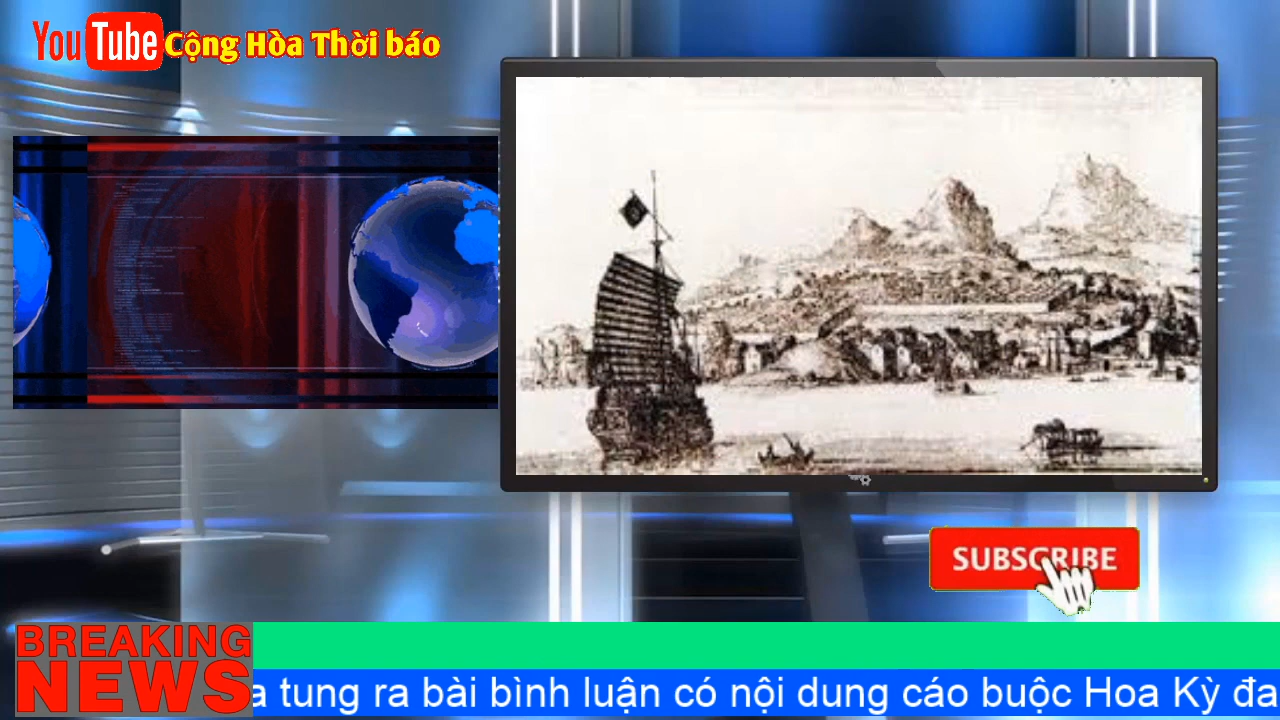 YouTube Cộng Hòa Thời báo
SUBSCRIBE
BREAKING
NEWS
a tung ra bài bình luận có nội dung cáo buộc Hoa Kỳ đa